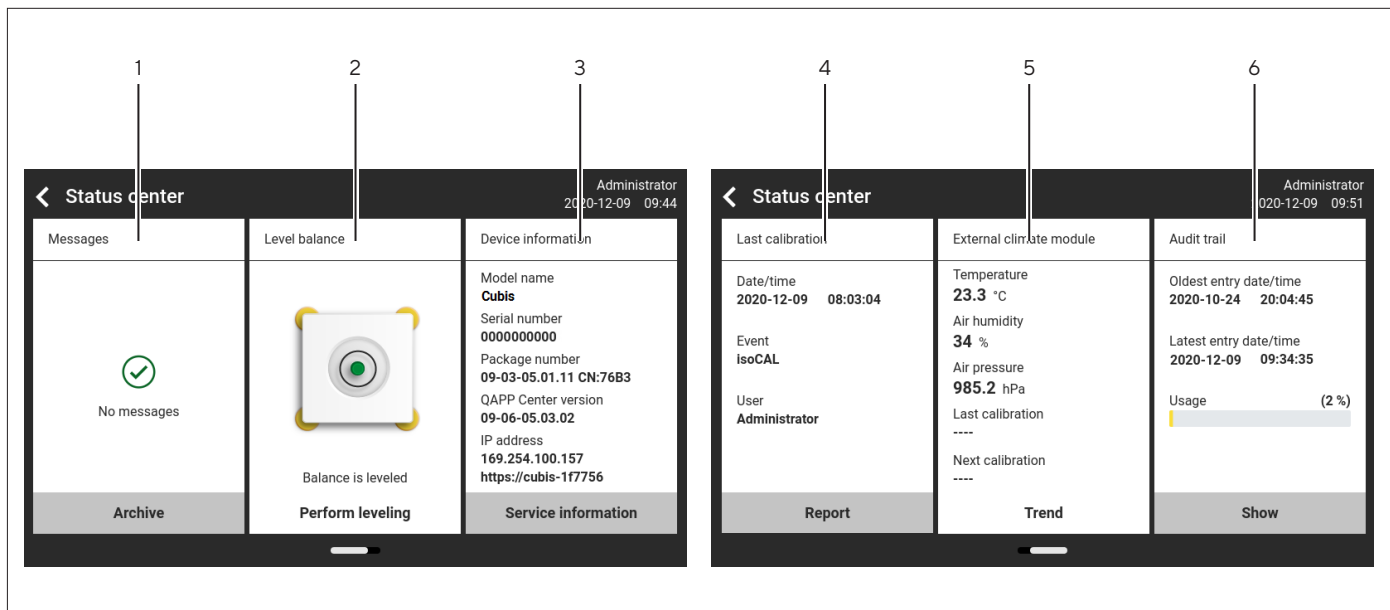 1 2 3 4 5 6
Status center
Administrator
2020-12-09 09:44
Messages
No messages
Archive
Level balance
Balance is leveled
Perform leveling
Device information
Model name
Cubis
Serial number
0000000000
Package number
09-03-05.01.11 CN:76B3
QAPP Center version
09-06-05.03.02
IP address
169.254.100.157
https://cubis-1f7756
Service information
Status center
Administrator
2020-12-09 09:51
Last calibration
Date/time
2020-12-09 08:03:04
Event
isoCAL
User
Administrator
Report
External climate module
Temperature
23.3 °C
Air humidity
34 %
Air pressure
985.2 hPa
Last calibration
----
Next calibration
----
Trend
Audit trail
Oldest entry date/time
2020-10-24 20:04:45
Latest entry date/time
2020-12-09 09:34:35
Usage (2 %)
Show